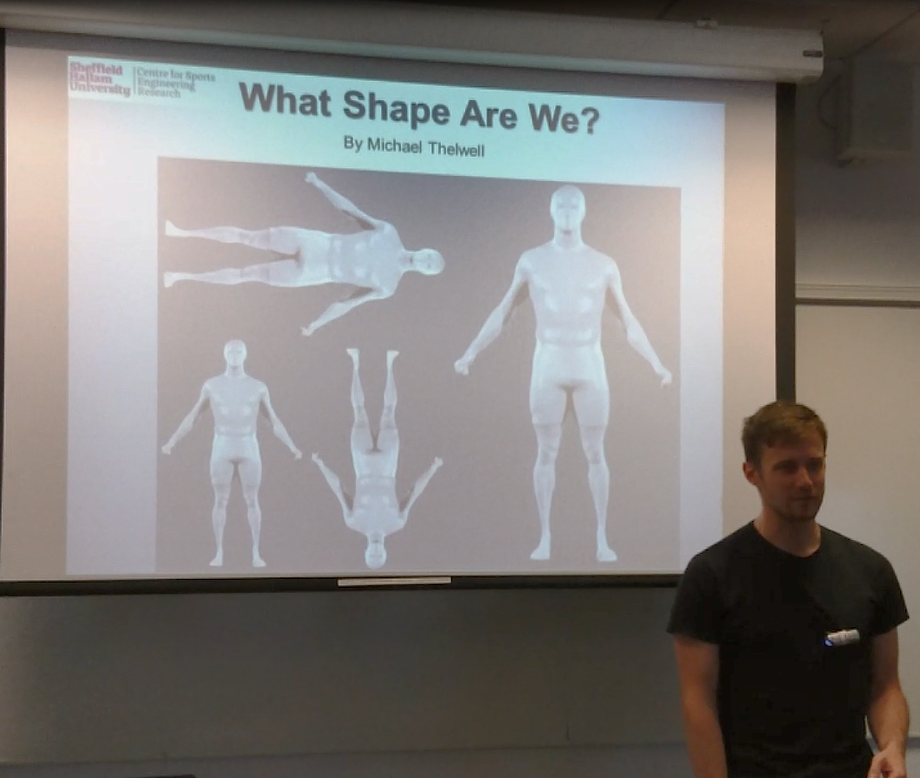 Sheffield
Hallam
University
Centre for Sports
Engineering
Research
What Shape Are We?
By Michael Thelwell